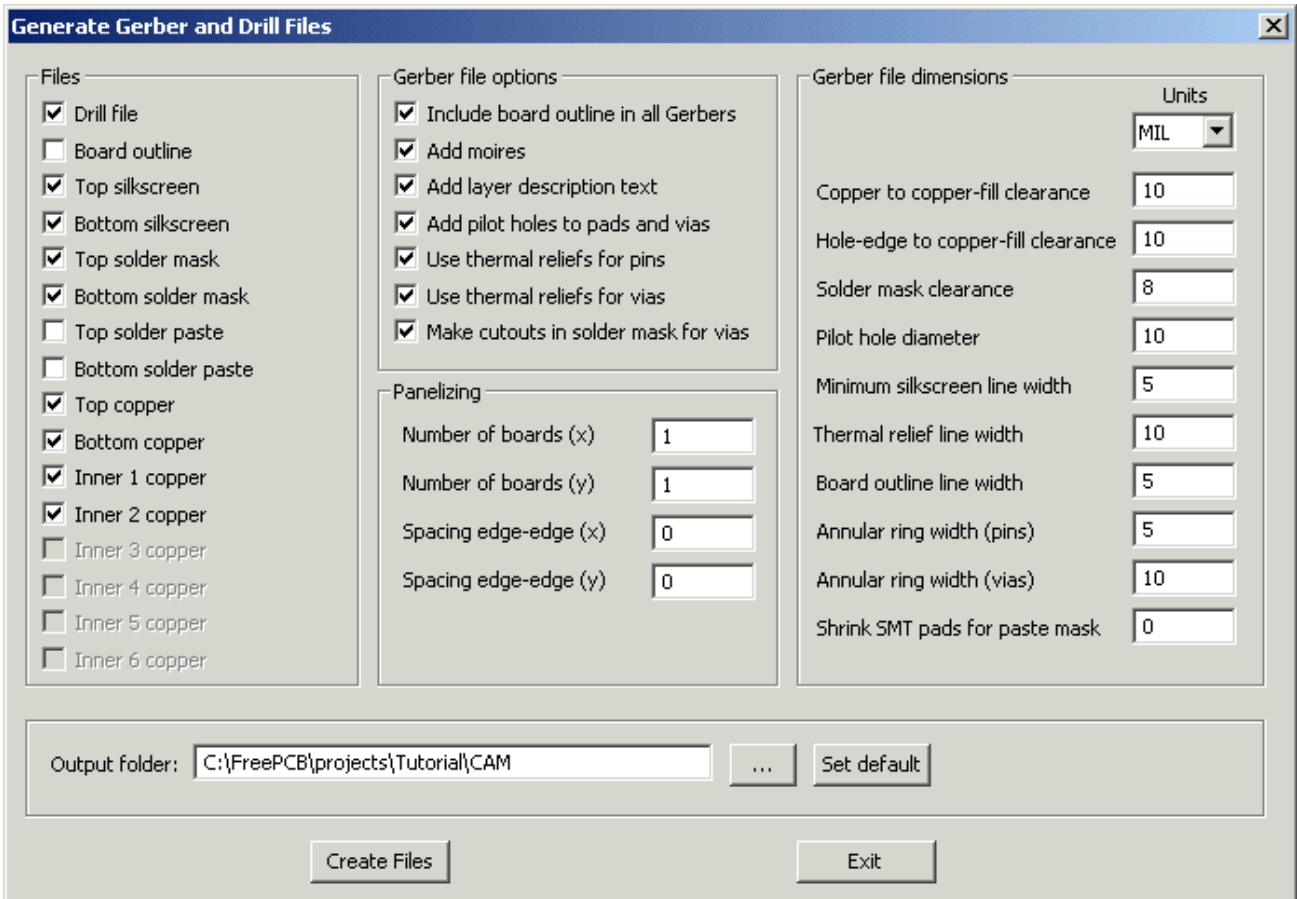 Generate Gerber and Drill Files
Files
Drill file
Board outline
Top silkscreen
Bottom silkscreen
Top solder mask
Bottom solder mask
Top solder paste
Bottom solder paste
Top copper
Bottom copper
Inner 1 copper
Inner 2 copper
Inner 3 copper
Inner 4 copper
Inner 5 copper
Inner 6 copper
Gerber file options
Include board outline in all Gerbers
Add moires
Add layer description text
Add pilot holes to pads and vias
Use thermal reliefs for pins
Use thermal reliefs for vias
Make cutouts in solder mask for vias
Panelizing
Number of boards (x) 1
Number of boards (y) 1
Spacing edge-edge (x) 0
Spacing edge-edge (y) 0
Gerber file dimensions
Units
MIL
Copper to copper-fill clearance 10
Hole-edge to copper-fill clearance 10
Solder mask clearance 8
Pilot hole diameter 10
Minimum silkscreen line width 5
Thermal relief line width 10
Board outline line width 5
Annular ring width (pins) 5
Annular ring width (vias) 10
Shrink SMT pads for paste mask 0
Output folder: C:\FreePCB\projects\Tutorial\CAM ... Set default
Create Files Exit